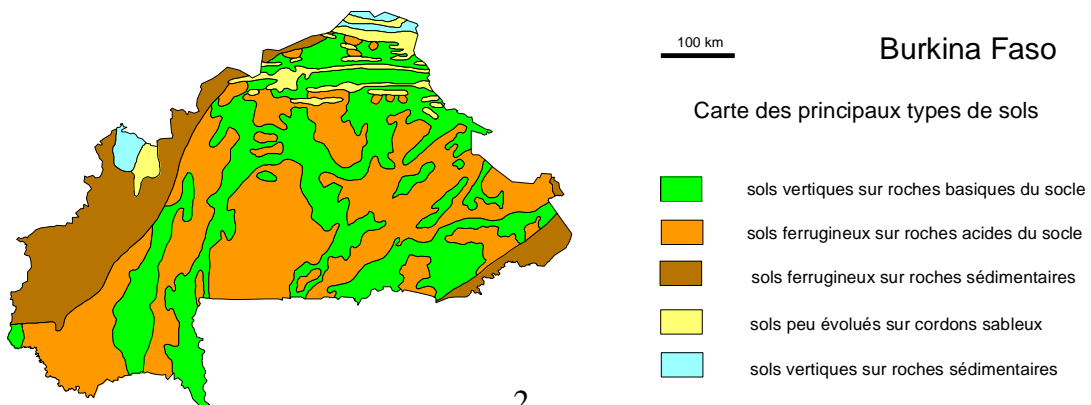 100 km
Burkina Faso
Carte des principaux types de sols
sols vertiques sur roches basiques du socle
sols ferrugineux sur roches acides du socle
sols ferrugineux sur roches sédimentaires
sols peu évolués sur cordons sableux
sols vertiques sur roches sédimentaires